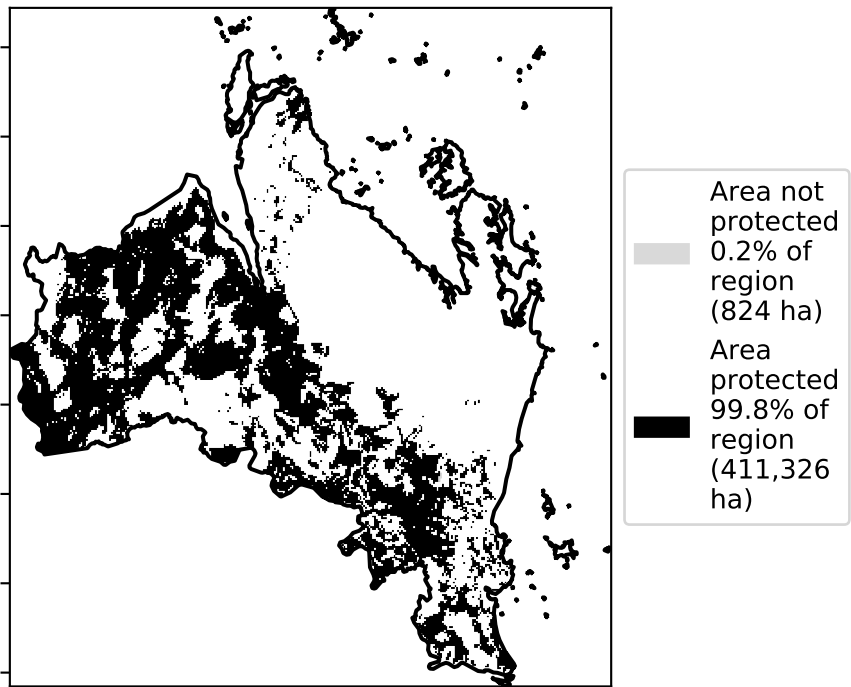 Area not
protected
0.2% of
region
(824 ha)
Area
protected
99.8% of
region
(411,326
ha)